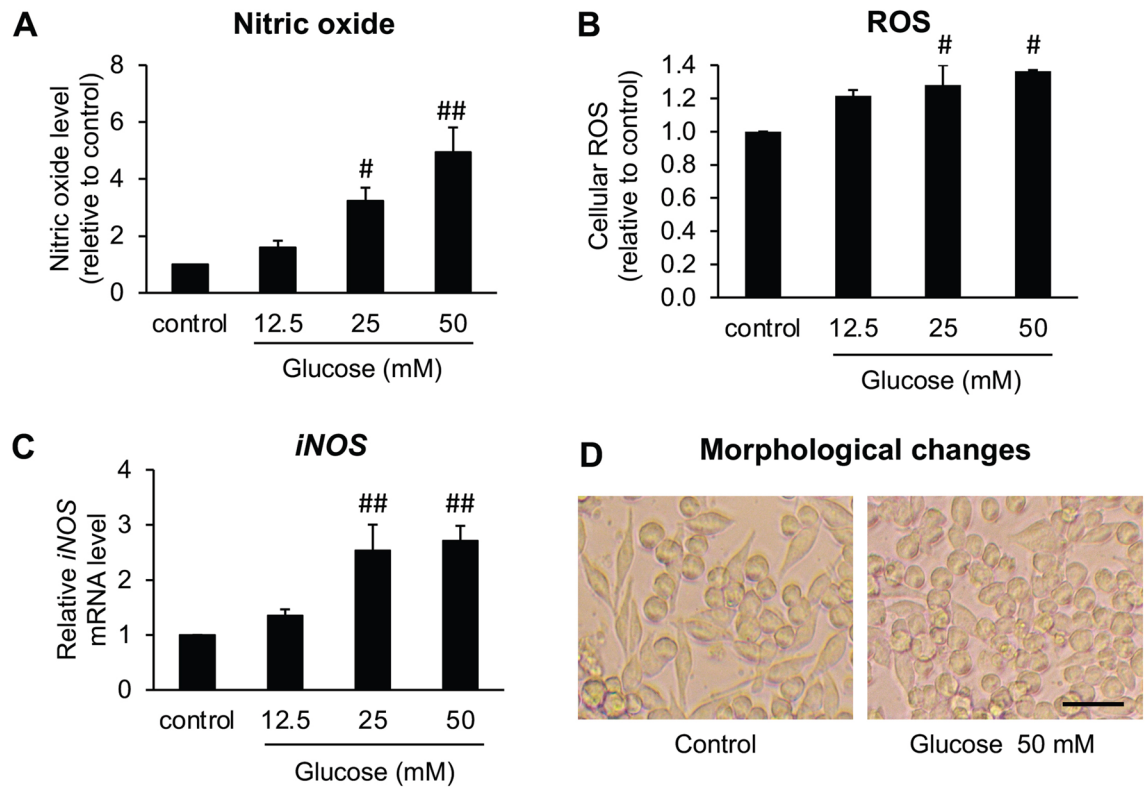 A
Nitric oxide
Nitric oxide level
(reletive to control)
8
6
4
2
0
#
##
control 12.5 25 50
Glucose (mM)
B
ROS
Cellular ROS
(relative to control)
1.4
1.2
1.0
0.8
0.6
0.4
0.2
0.0
# #
control 12.5 25 50
Glucose (mM)
C
iNOS
Relative iNOS
mRNA level
4
3
2
1
0
## ##
control 12.5 25 50
Glucose (mM)
D
Morphological changes
Control
Glucose 50 mM